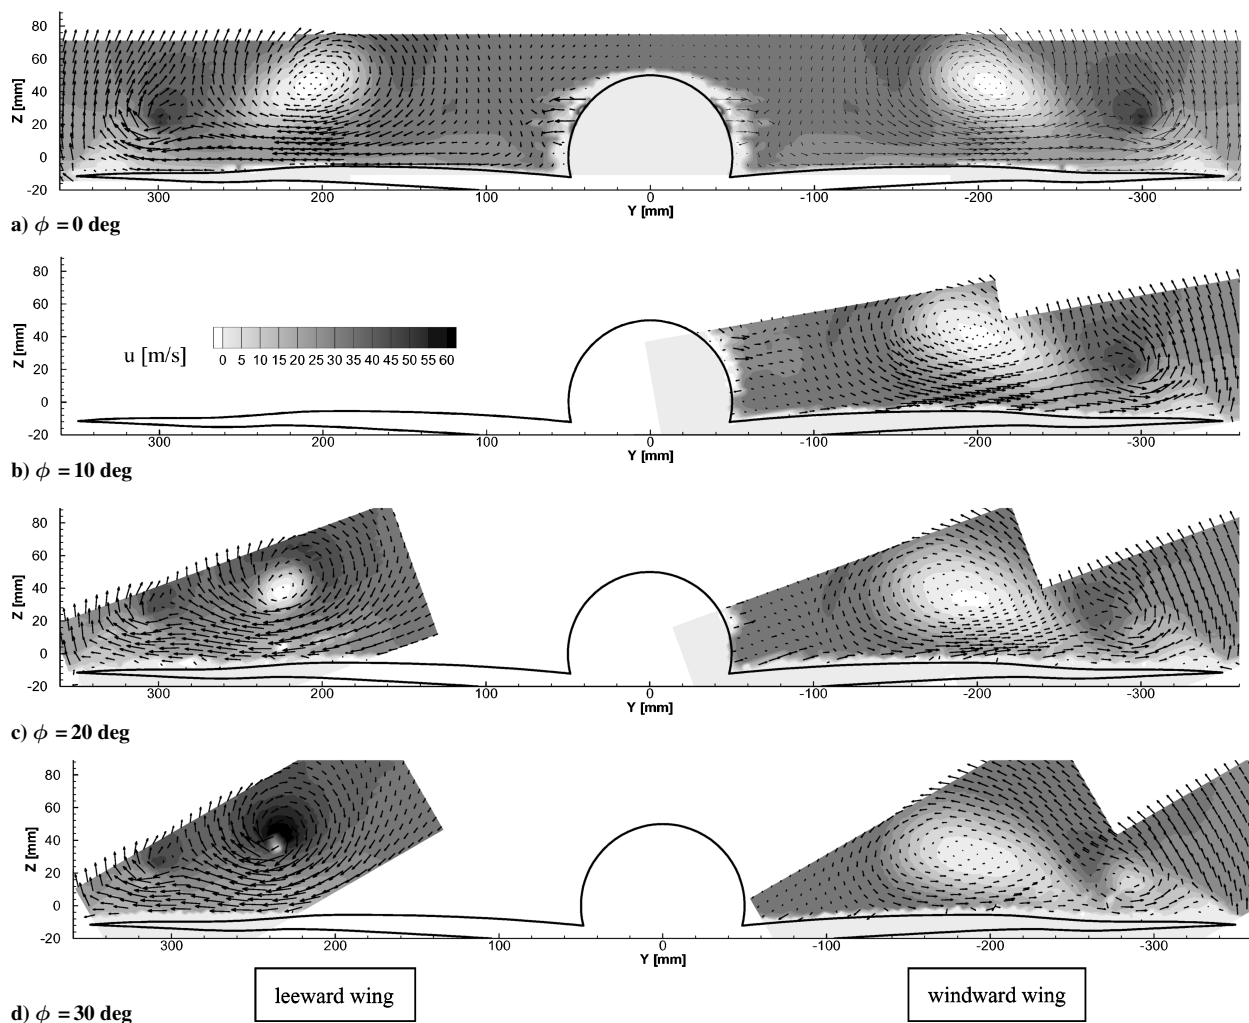 80
60
40
20
0
-20
Z [mm]
300 200 100 0 -100 -200 -300
Y [mm]
a) ϕ = 0 deg
80
60
40
20
0
-20
Z [mm]
u [m/s]
0 5 10 15 20 25 30 35 40 45 50 55 60
300 200 100 0 -100 -200 -300
Y [mm]
b) ϕ = 10 deg
80
60
40
20
0
-20
Z [mm]
300 200 100 0 -100 -200 -300
Y [mm]
c) ϕ = 20 deg
80
60
40
20
0
-20
Z [mm]
300 200 100 0 -100 -200 -300
Y [mm]
leeward wing
windward wing
d) ϕ = 30 deg